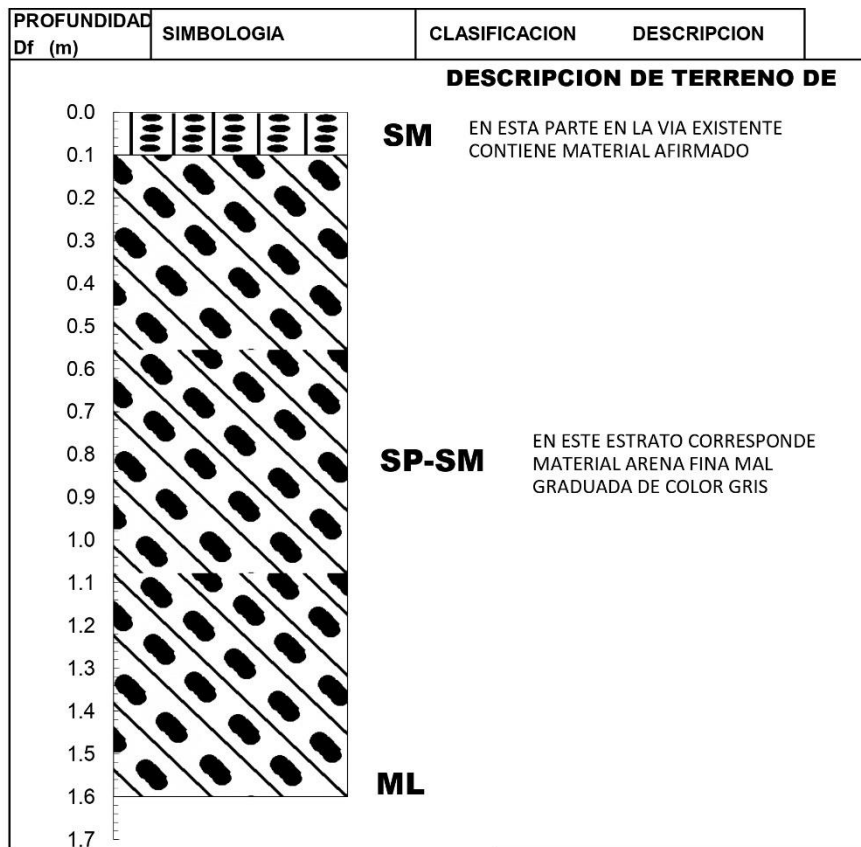 PROFUNDIDAD
Df (m)
SIMBOLOGIA
CLASIFICACION DESCRIPCION
DESCRIPCION DE TERRENO DE
0.0
SM
EN ESTA PARTE EN LA VIA EXISTENTE
CONTIENE MATERIAL AFIRMADO
0.1
0.2
0.3
0.4
0.5
0.6
0.7
0.8
SP-SM
EN ESTE ESTRATO CORRESPONDE
MATERIAL ARENA FINA MAL
GRADUADA DE COLOR GRIS
0.9
1.0
1.1
1.2
1.3
1.4
1.5
ML
1.6
1.7